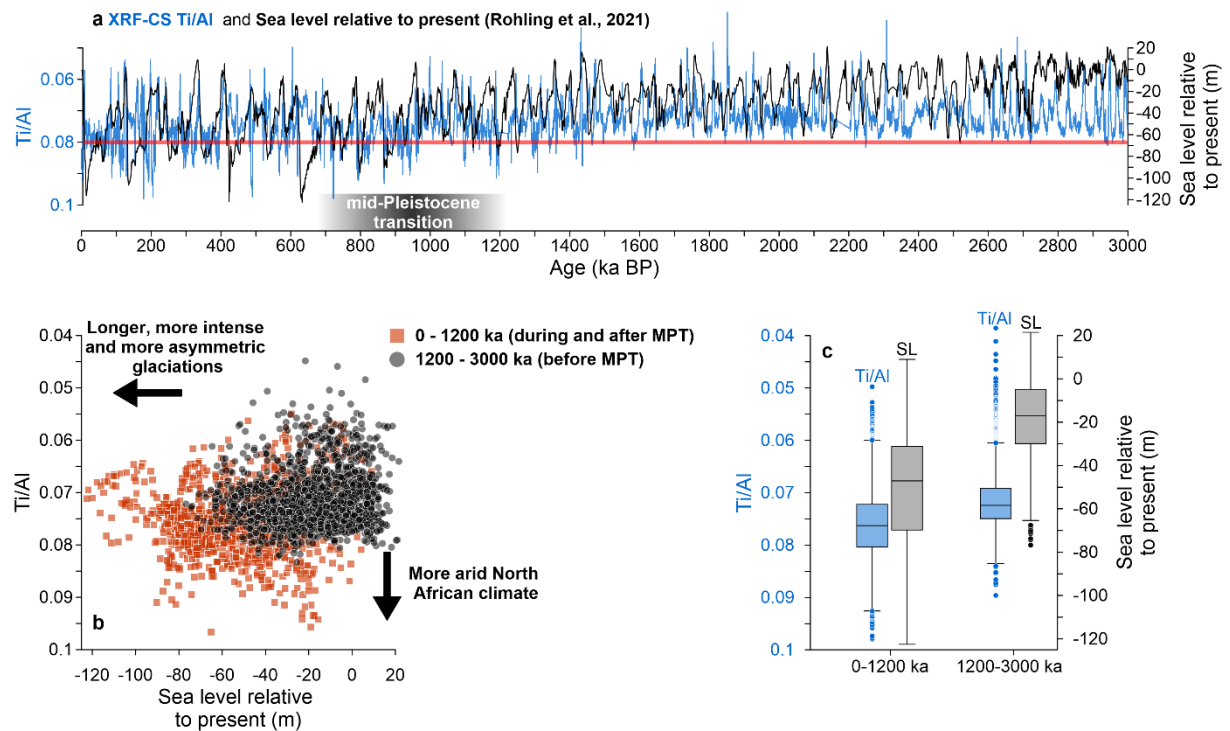 a XRF-CS Ti/Al and Sea level relative to present (Rohling et al., 2021)
Ti/Al
0.06
0.08
0.1
20
0
-20
-40
-60
-80
-100
-120
Sea level relative
to present (m)
mid-Pleistocene
transition
0 200 400 600 800 1000 1200 1400 1600 1800 2000 2200 2400 2600 2800 3000
Age (ka BP)
Longer, more intense
and more asymmetric
glaciations
0 - 1200 ka (during and after MPT)
1200 - 3000 ka (before MPT)
Ti/Al
0.04
0.05
0.06
0.07
0.08
0.09
0.1
More arid North
African climate
b
-120 -100 -80 -60 -40 -20 0 20
Sea level relative
to present (m)
c
Ti/Al
0.04
0.05
0.06
0.07
0.08
0.09
0.1
Ti/Al
SL
Ti/Al
SL
20
0
-20
-40
-60
-80
-100
-120
Sea level relative
to present (m)
0-1200 ka 1200-3000 ka